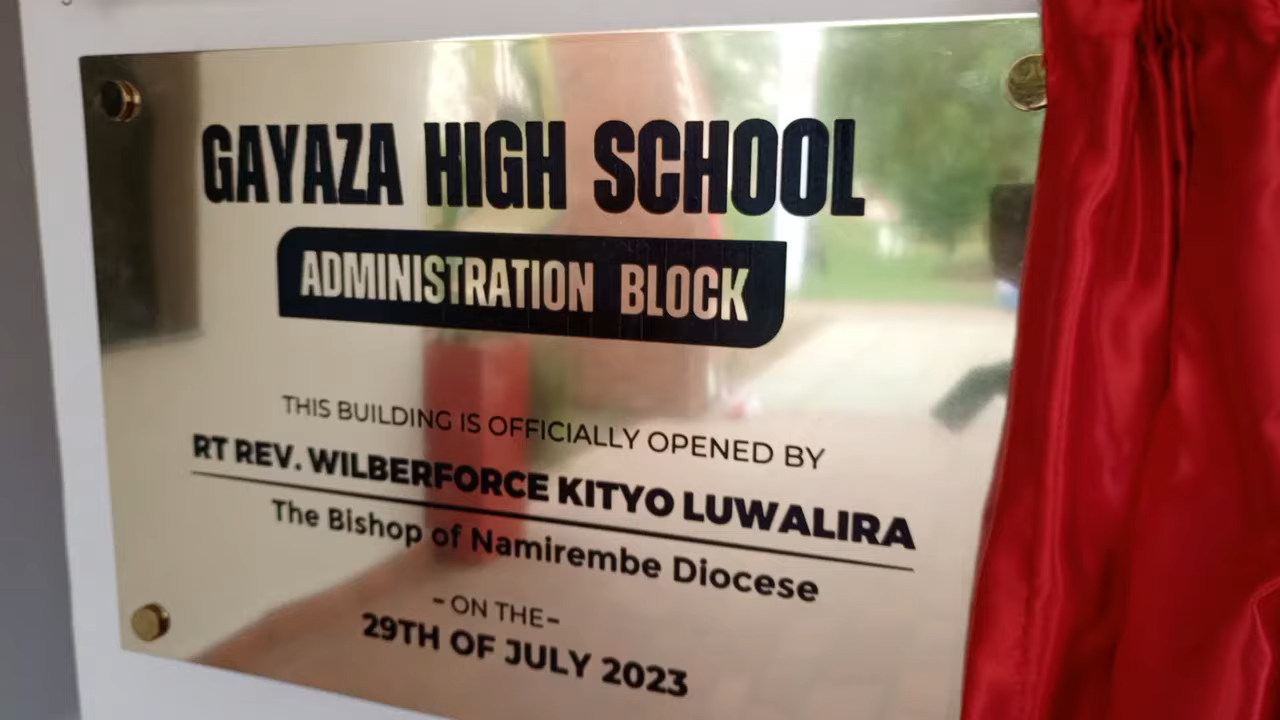 GAYAZA HIGH SCHOOL
ADMINISTRATION BLOCK
THIS BUILDING IS OFFICIALLY OPENED BY
RT REV. WILBERFORCE KITYO LUWALIRA
The Bishop of Namirembe Diocese
- ON THE-
29TH OF JULY 2023